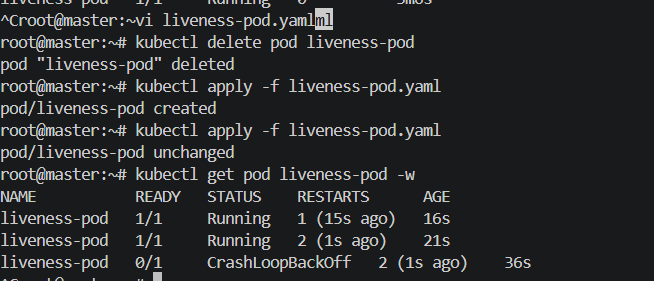 0 3m0s
^Croot@master:~vi liveness-pod.yamlml
root@master:~# kubectl delete pod liveness-pod
pod "liveness-pod" deleted
root@master:~# kubectl apply -f liveness-pod.yaml
pod/liveness-pod created
root@master:~# kubectl apply -f liveness-pod.yaml
pod/liveness-pod unchanged
root@master:~# kubectl get pod liveness-pod -w
NAME READY STATUS RESTARTS AGE
liveness-pod 1/1 Running 1 (15s ago) 16s
liveness-pod 1/1 Running 2 (1s ago) 21s
liveness-pod 0/1 CrashLoopBackOff 2 (1s ago) 36s